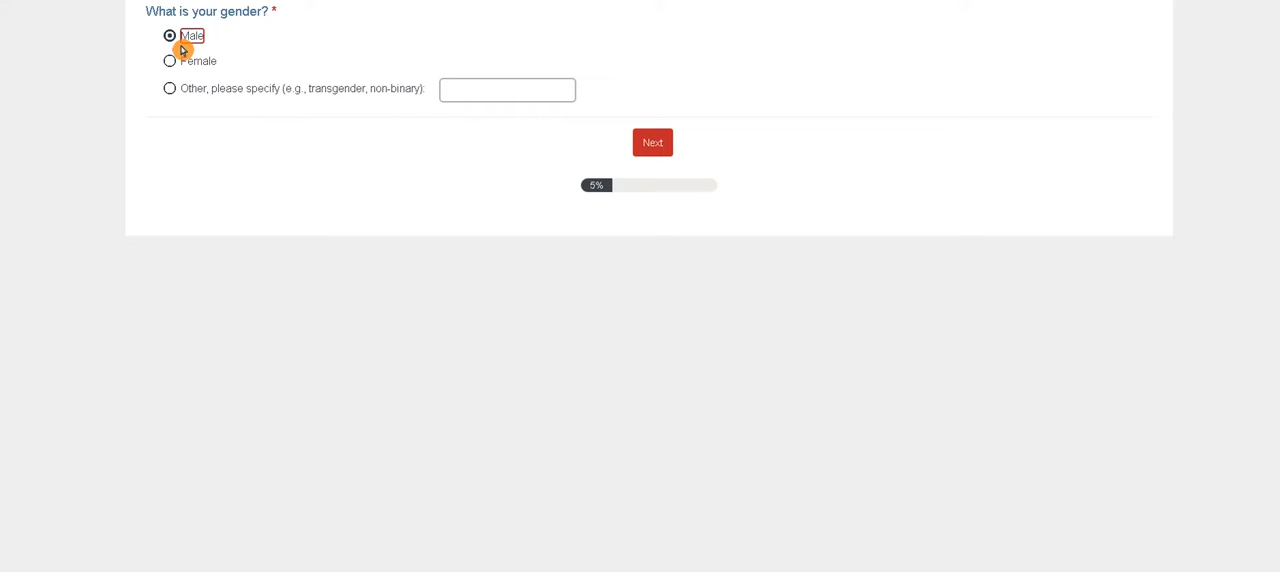 What is your gender? *
Male
Female
Other, please specify (e.g., transgender, non-binary):
Next
5%